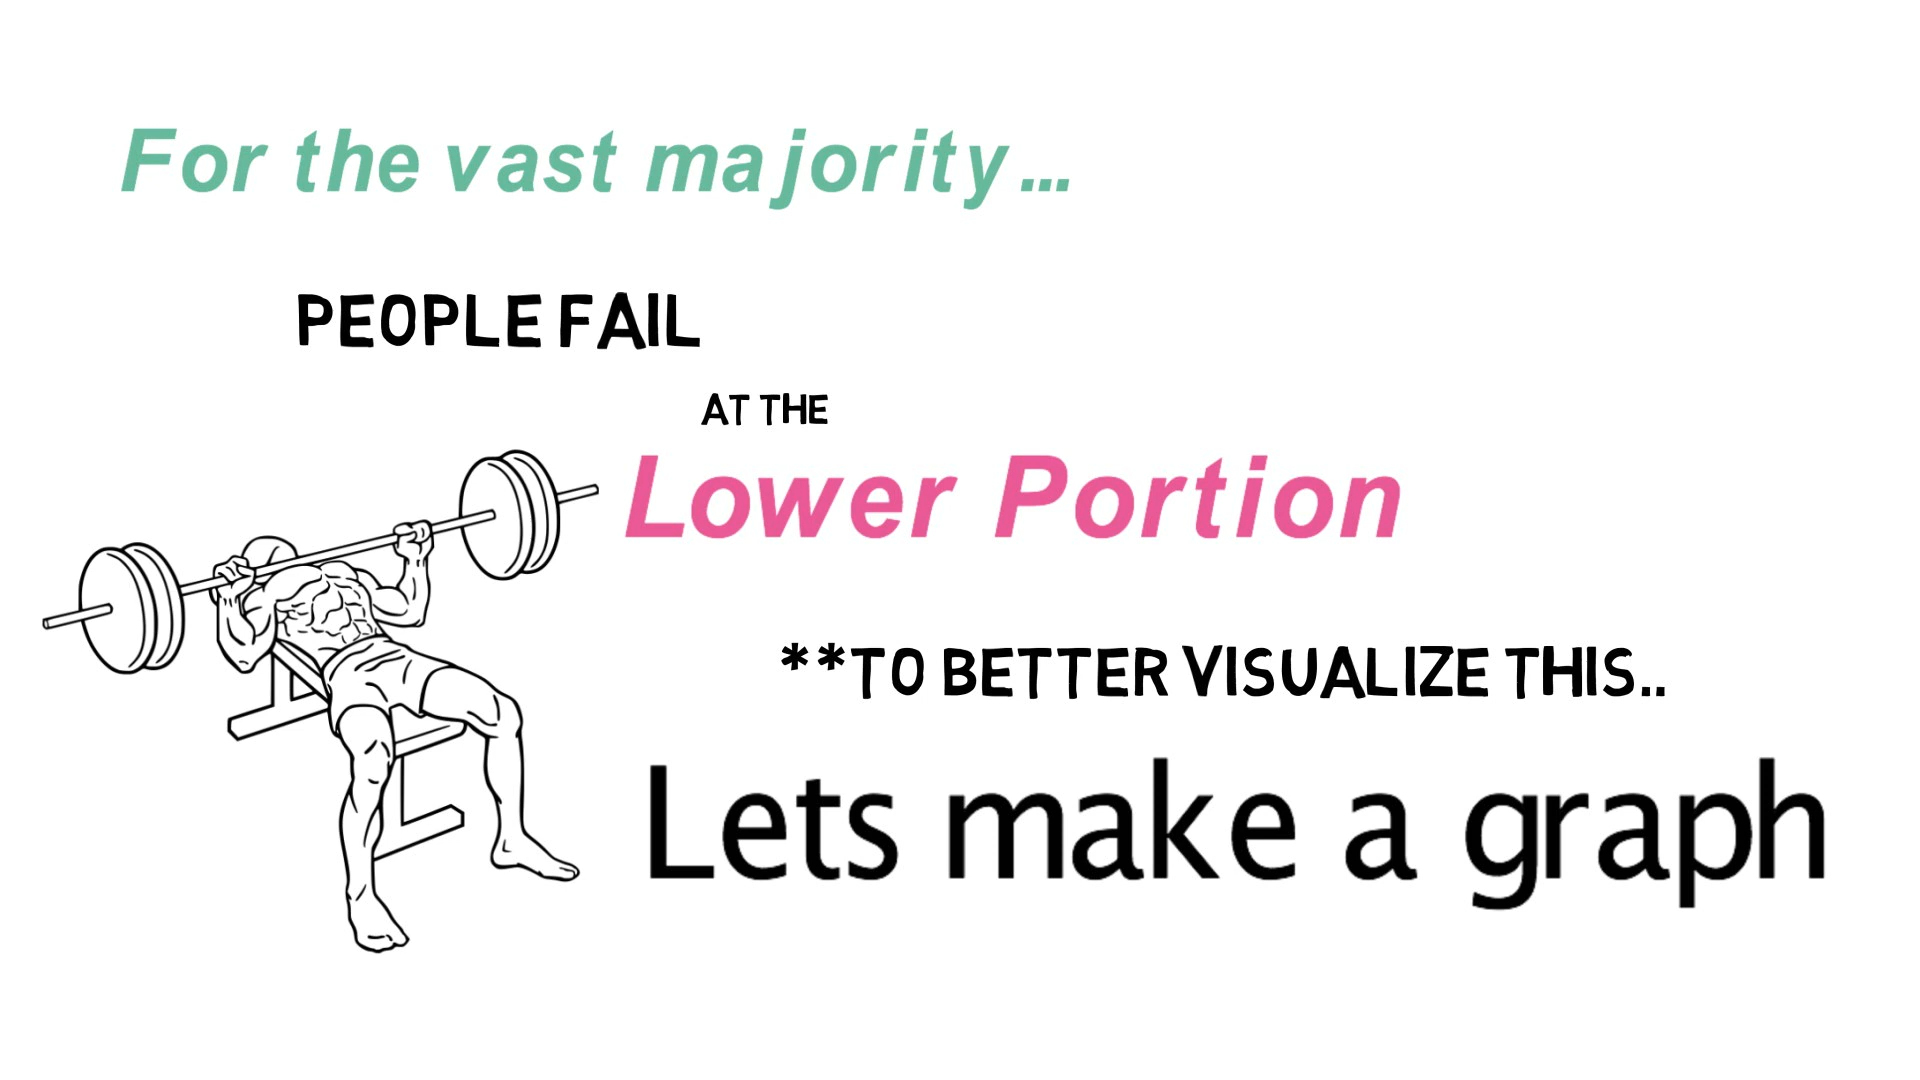 For the vast majority...
PEOPLE FAIL
AT THE
Lower Portion
**TO BETTER VISUALIZE THIS..
Lets make a graph